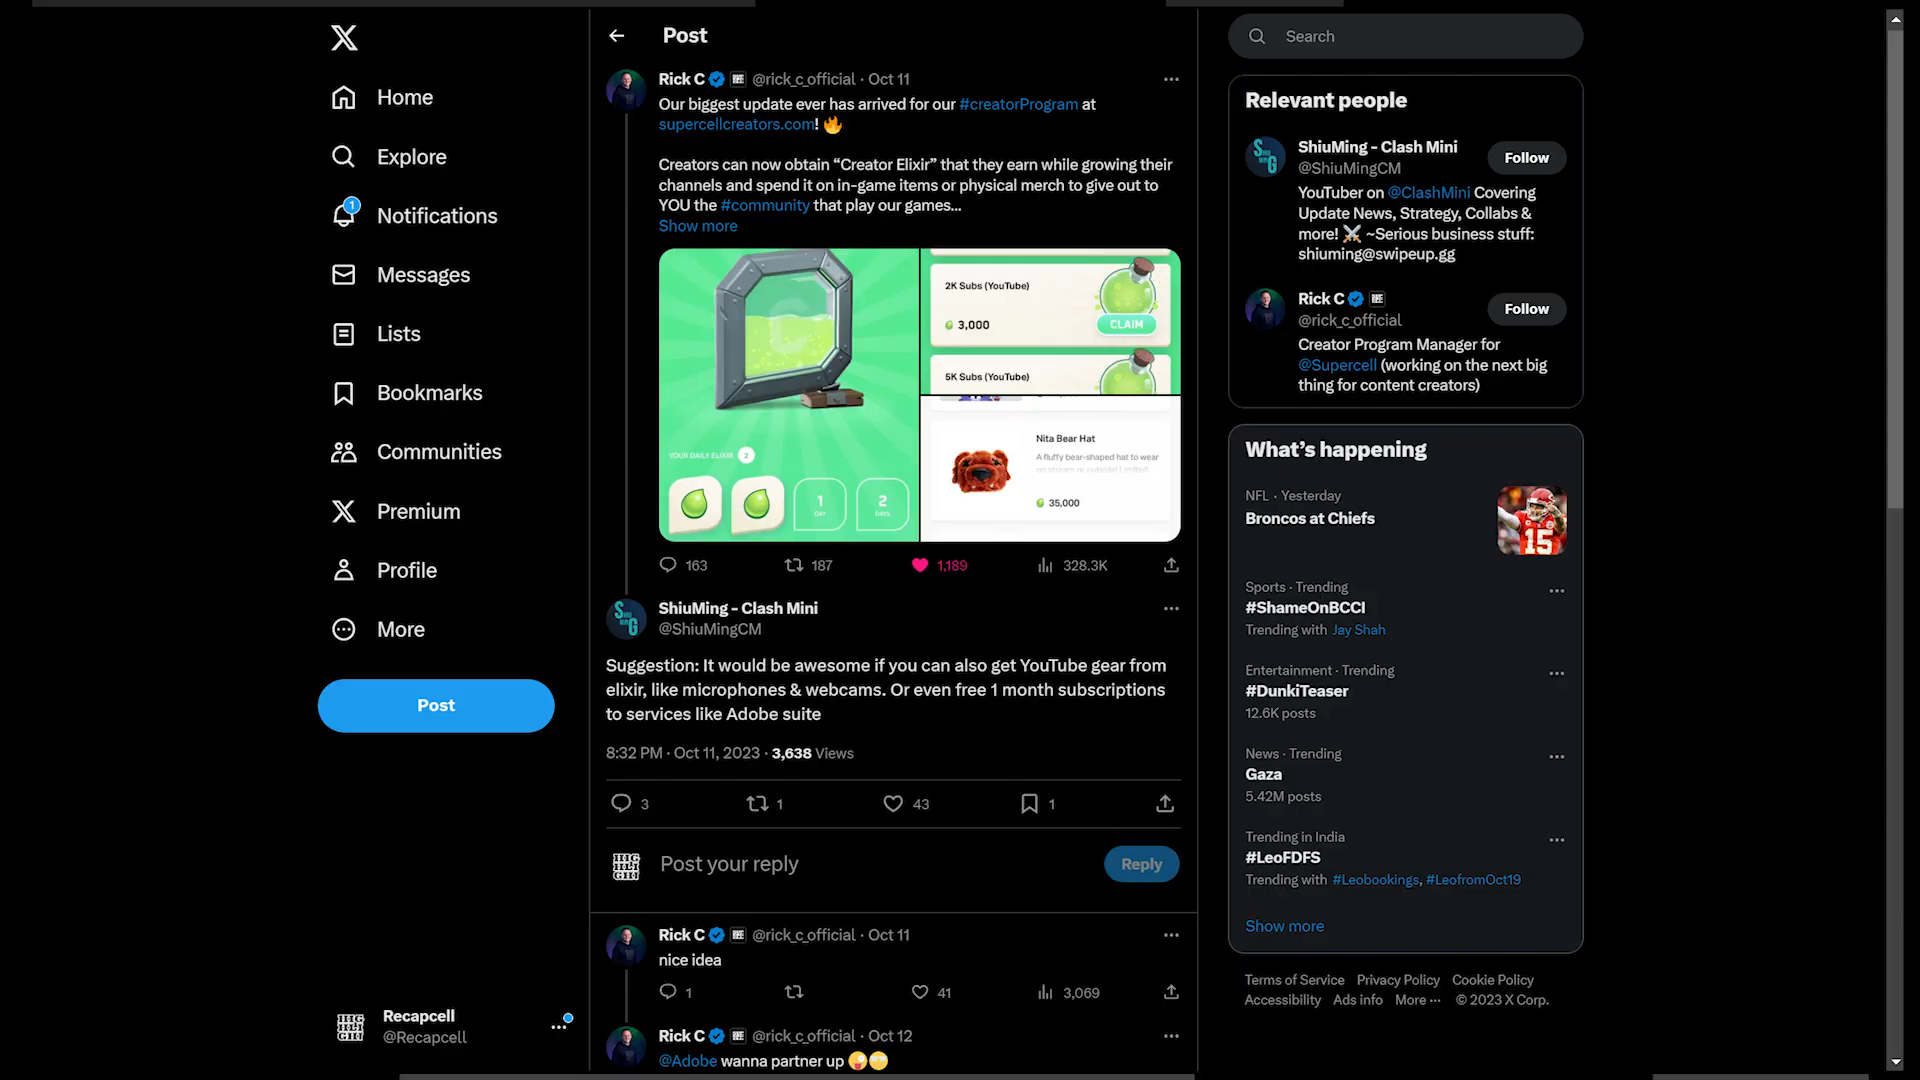 Home
Explore
1
Notifications
Messages
Lists
Bookmarks
Communities
Premium
Profile
More
Post
Recapcell
@Recapcell
Post
Rick C @rick_c_official · Oct 11
Our biggest update ever has arrived for our #creatorProgram at
supercellcreators.com! 🔥
Creators can now obtain “Creator Elixir” that they earn while growing their
channels and spend it on in-game items or physical merch to give out to
YOU the #community that play our games...
Show more
YOUR DAILY ELIXIR 2
1
DAY
2
DAYS
2K Subs (YouTube)
3,000
CLAIM
5K Subs (YouTube)
Nita Bear Hat
A fluffy bear-shaped hat to wear
on stream or outside! Limited
35,000
163 187 1,189 328.3K
ShiuMing - Clash Mini
@ShiuMingCM
Suggestion: It would be awesome if you can also get YouTube gear from
elixir, like microphones & webcams. Or even free 1 month subscriptions
to services like Adobe suite
8:32 PM · Oct 11, 2023 · 3,638 Views
3 1 43 1
Post your reply
Reply
Rick C @rick_c_official · Oct 11
nice idea
1 41 3,069
Rick C @rick_c_official · Oct 12
@Adobe wanna partner up
Search
Relevant people
ShiuMing - Clash Mini
@ShiuMingCM
Follow
YouTuber on @ClashMini Covering
Update News, Strategy, Collabs &
more! ⚔️ ~Serious business stuff:
shiuming@swipeup.gg
Rick C
@rick_c_official
Follow
Creator Program Manager for
@Supercell (working on the next big
thing for content creators)
What’s happening
NFL · Yesterday
Broncos at Chiefs
15
Sports · Trending
#ShameOnBCCI
Trending with Jay Shah
Entertainment · Trending
#DunkiTeaser
12.6K posts
News · Trending
Gaza
5.42M posts
Trending in India
#LeoFDFS
Trending with #Leobookings, #LeofromOct19
Show more
Terms of Service Privacy Policy Cookie Policy
Accessibility Ads info More ··· © 2023 X Corp.